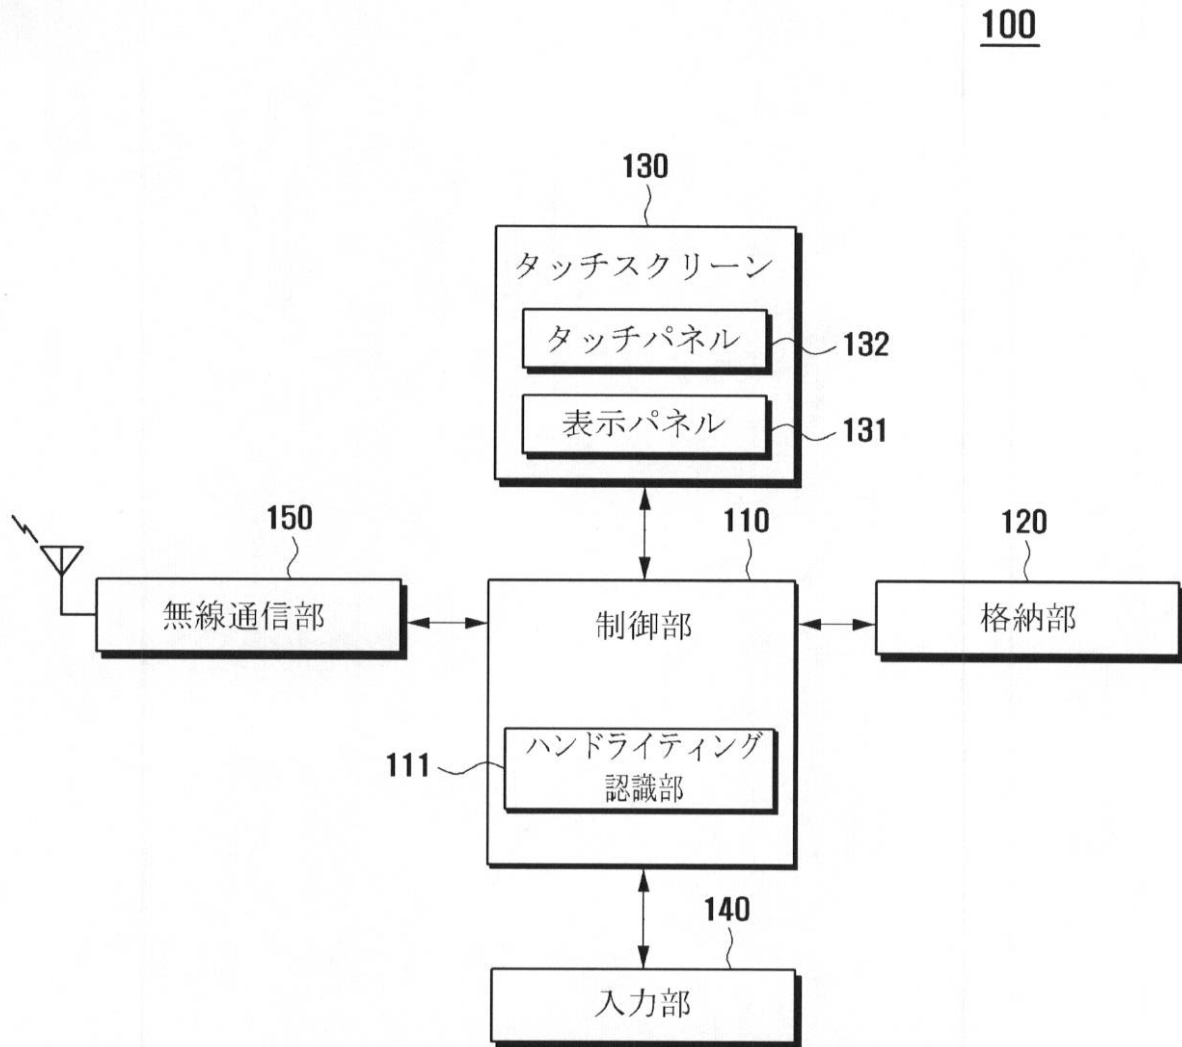 100
130
タッチスクリーン
タッチパネル
132
表示パネル
131
150
110
120
無線通信部
制御部
格納部
111
ハンドライティング
認識部
140
入力部